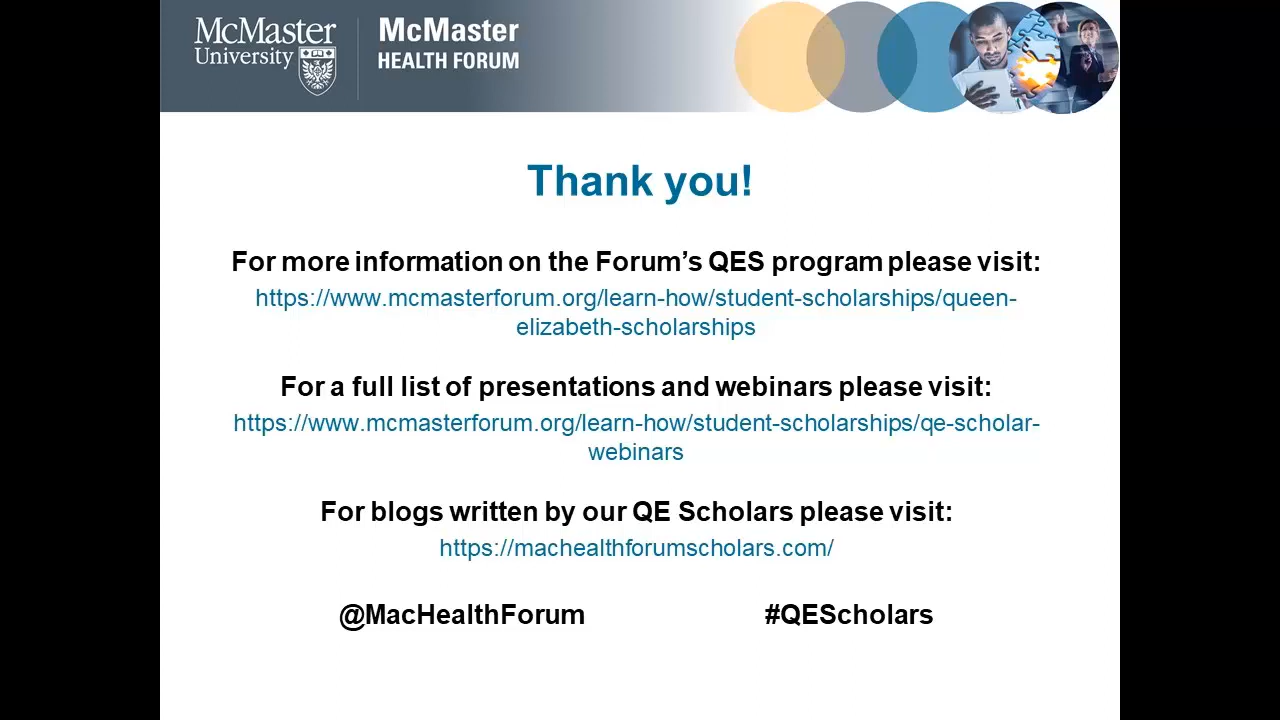 McMaster
University
McMaster
HEALTH FORUM
Thank you!
For more information on the Forum’s QES program please visit:
https://www.mcmasterforum.org/learn-how/student-scholarships/queen-
elizabeth-scholarships
For a full list of presentations and webinars please visit:
https://www.mcmasterforum.org/learn-how/student-scholarships/qe-scholar-
webinars
For blogs written by our QE Scholars please visit:
https://machealthforumscholars.com/
@MacHealthForum #QEScholars